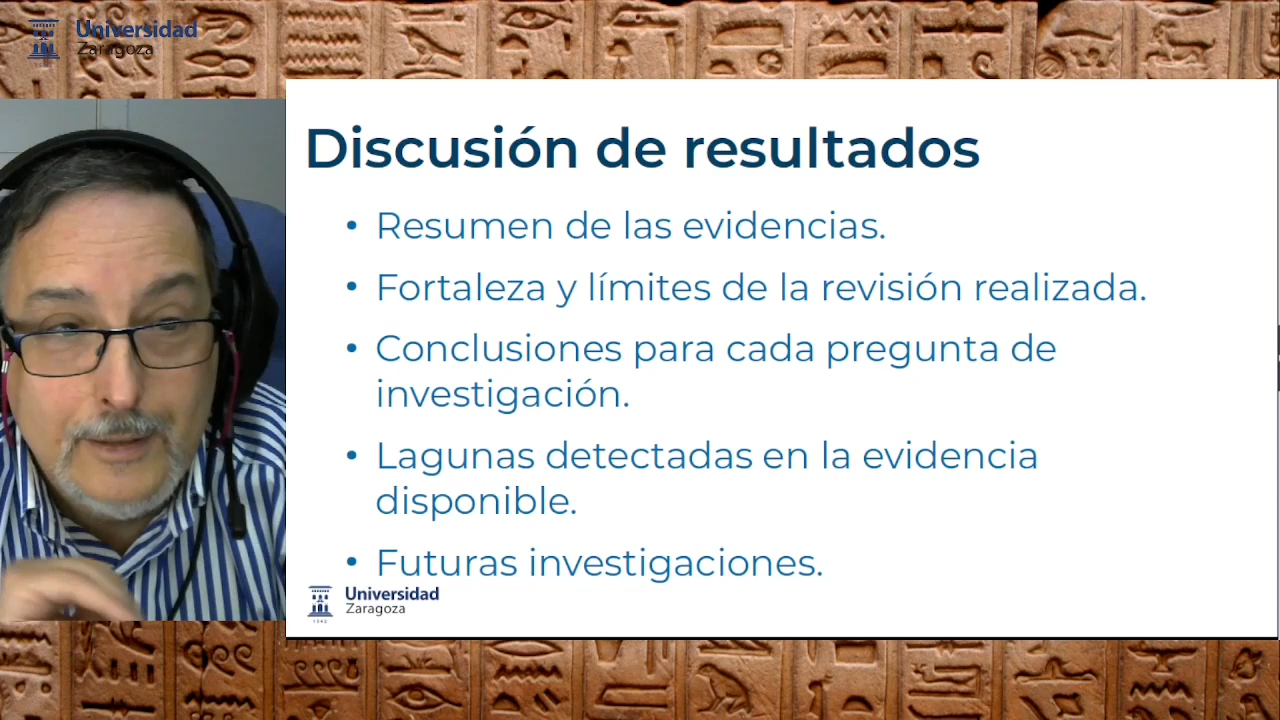 Universidad
Zaragoza
Discusión de resultados
• Resumen de las evidencias.
• Fortaleza y límites de la revisión realizada.
• Conclusiones para cada pregunta de
investigación.
• Lagunas detectadas en la evidencia
disponible.
• Futuras investigaciones.
Universidad
Zaragoza
1542